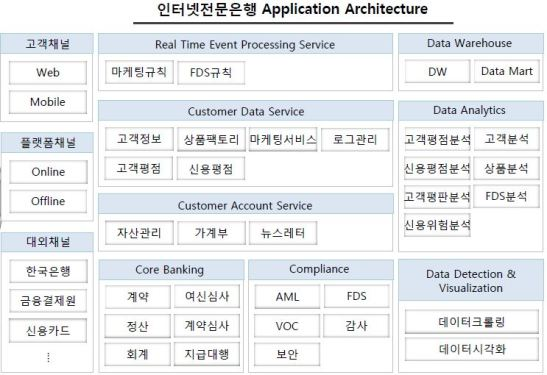 인터넷전문은행 Application Architecture
고객채널
Web
Mobile
플랫폼채널
Online
Offline
대외채널
한국은행
금융결제원
신용카드
⋮
Real Time Event Processing Service
마케팅규칙 FDS규칙
Customer Data Service
고객정보 상품팩토리 마케팅서비스 로그관리
고객평점 신용평점
Customer Account Service
자산관리 가계부 뉴스레터
Core Banking
계약 여신심사
정산 계약심사
회계 지급대행
Compliance
AML FDS
VOC 감사
보안
Data Warehouse
DW Data Mart
Data Analytics
고객평점분석 고객분석
신용평점분석 상품분석
고객평판분석 FDS분석
신용위험분석
Data Detection &
Visualization
데이터크롤링
데이터시각화